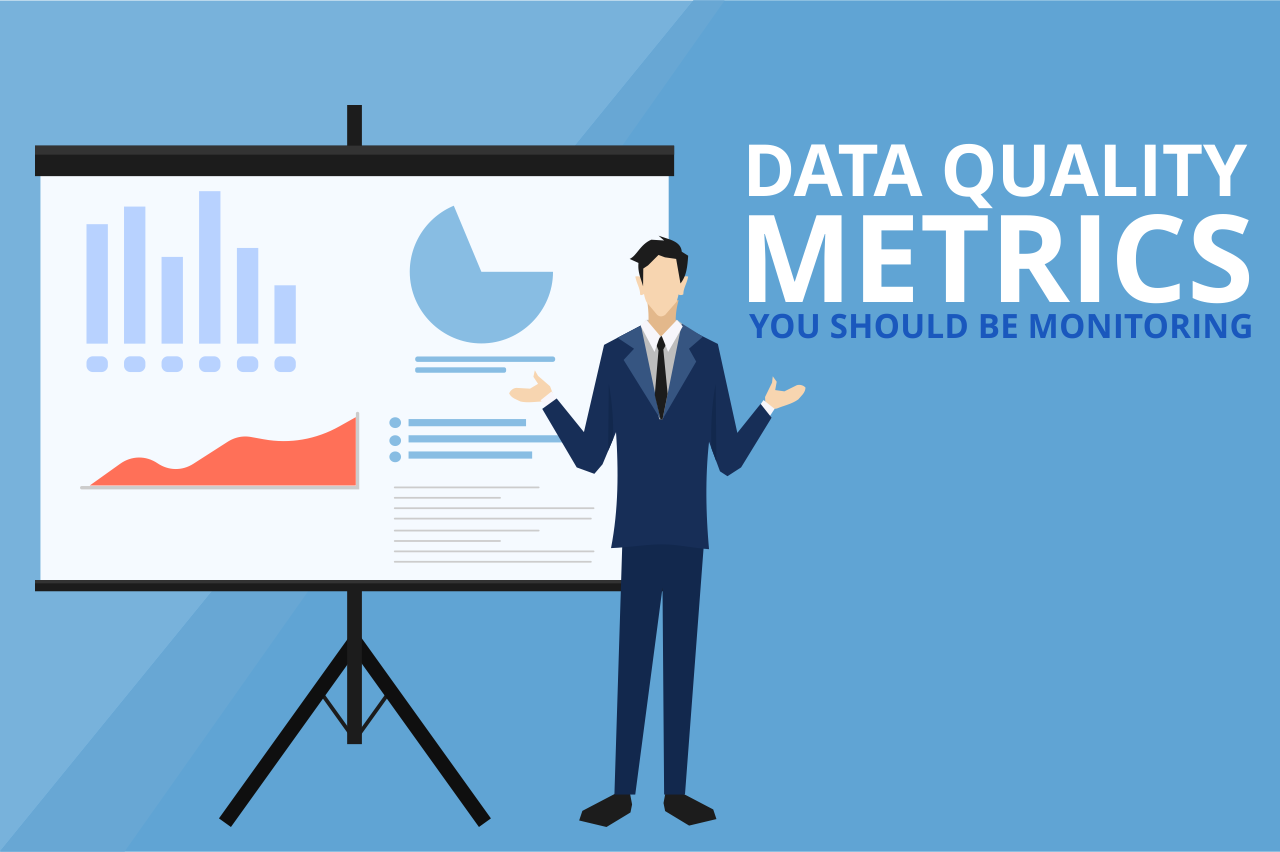 DATA QUALITY
METRICS
YOU SHOULD BE MONITORING